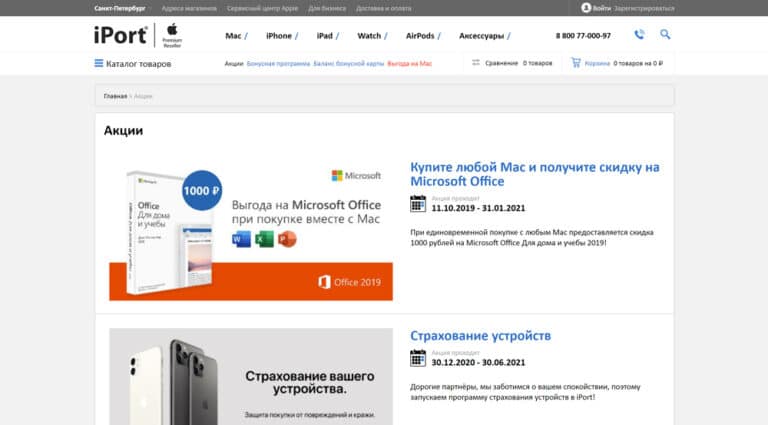 Санкт-Петербург Адреса магазинов Сервисный центр Apple Для бизнеса Доставка и оплата Войти Зарегистрироваться
iPort Premium Reseller
Mac / iPhone / iPad / Watch / AirPods / Аксессуары / 8 800 77-000-97
Каталог товаров Акции Бонусная программа Баланс бонусной карты Выгода на Mac Сравнение 0 товаров Корзина 0 товаров на 0 ₽
Главная > Акции
Акции
Microsoft
Office
Для дома
и учебы
1000 ₽
Microsoft
Выгода на Microsoft Office
при покупке вместе с Mac
W X P
Office 2019
Купите любой Mac и получите скидку на
Microsoft Office
Акция проходит
11.10.2019 - 31.01.2021
При единовременной покупке с любым Mac предоставляется скидка
1000 рублей на Microsoft Office Для дома и учебы 2019!
Страхование вашего
устройства.
Защита покупки от повреждений и кражи.
Страхование устройств
Акция проходит
30.12.2020 - 30.06.2021
Дорогие партнёры, мы заботимся о вашем спокойствии, поэтому
запускаем программу страхования устройств в iPort!